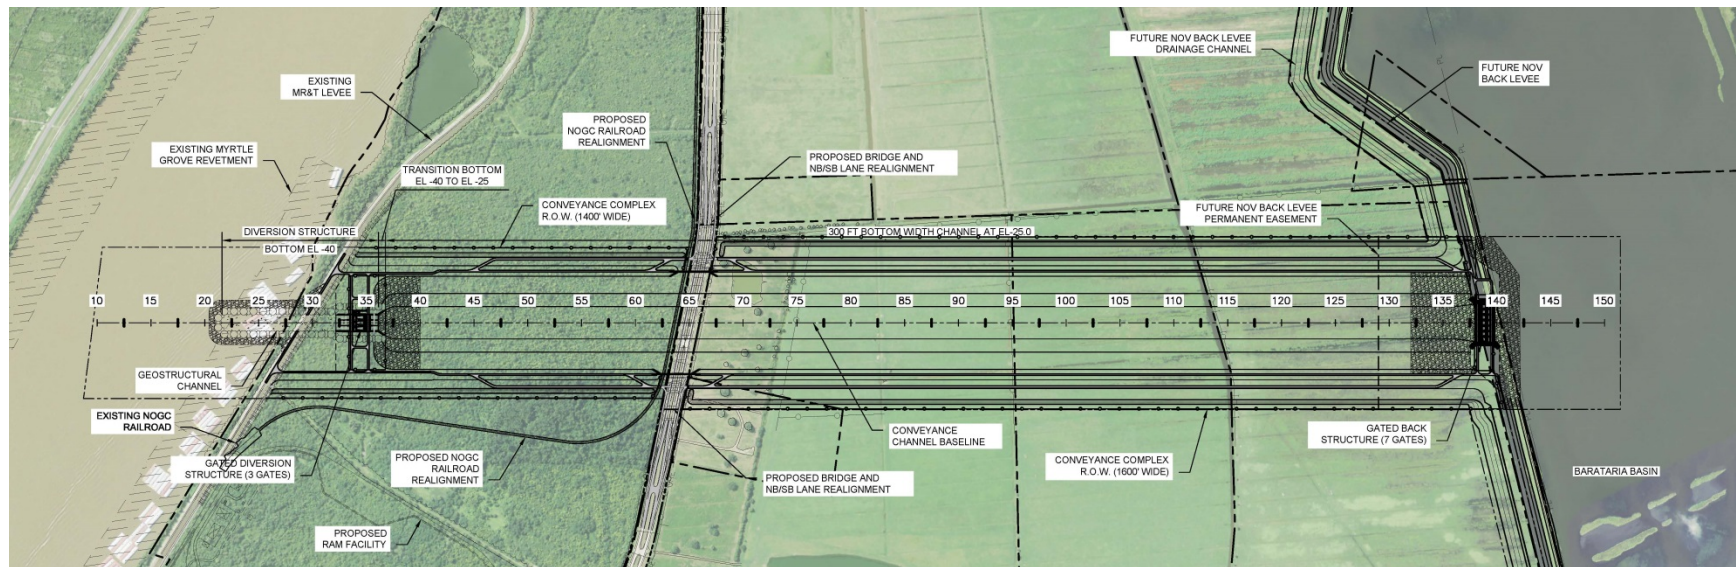 FUTURE NOV BACK LEVEE
DRAINAGE CHANNEL
FUTURE NOV
BACK LEVEE
EXISTING
MR&T LEVEE
PROPOSED
NOGC RAILROAD
REALIGNMENT
EXISTING MYRTLE
GROVE REVETMENT
TRANSITION BOTTOM
EL -40 TO EL -25
PROPOSED BRIDGE AND
NB/SB LANE REALIGNMENT
CONVEYANCE COMPLEX
R.O.W. (1400' WIDE)
FUTURE NOV BACK LEVEE
PERMANENT EASEMENT
DIVERSION STRUCTURE
BOTTOM EL -40
300 FT BOTTOM WIDTH CHANNEL AT EL-25.0
10 15 20 25 30 35 40 45 50 55 60 65 70 75 80 85 90 95 100 105 110 115 120 125 130 135 140 145 150
GEOSTRUCTURAL
CHANNEL
EXISTING NOGC
RAILROAD
GATED DIVERSION
STRUCTURE (3 GATES)
PROPOSED NOGC
RAILROAD
REALIGNMENT
PROPOSED
RAM FACILITY
PROPOSED BRIDGE AND
NB/SB LANE REALIGNMENT
CONVEYANCE
CHANNEL BASELINE
CONVEYANCE COMPLEX
R.O.W. (1600' WIDE)
GATED BACK
STRUCTURE (7 GATES)
BARATARIA BASIN